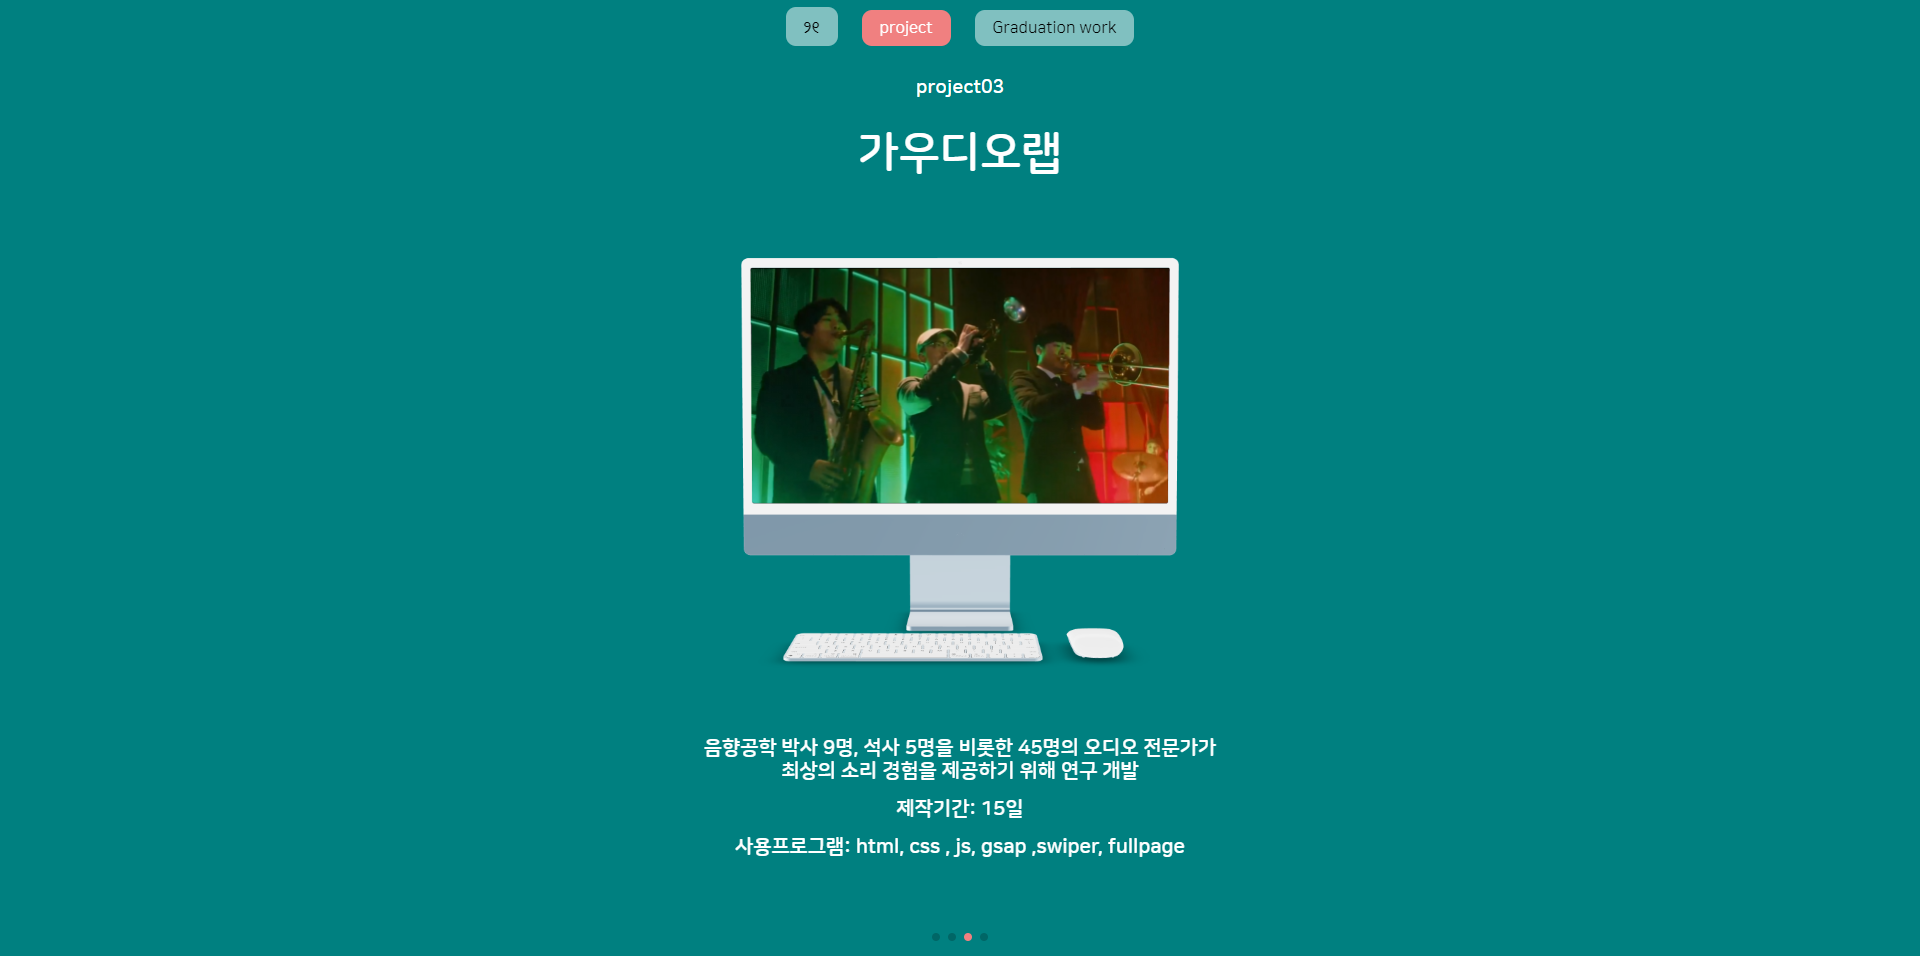 ୨୧
project
Graduation work
project03
가우디오랩
음향공학 박사 9명, 석사 5명을 비롯한 45명의 오디오 전문가가
최상의 소리 경험을 제공하기 위해 연구 개발
제작기간: 15일
사용프로그램: html, css , js, gsap ,swiper, fullpage